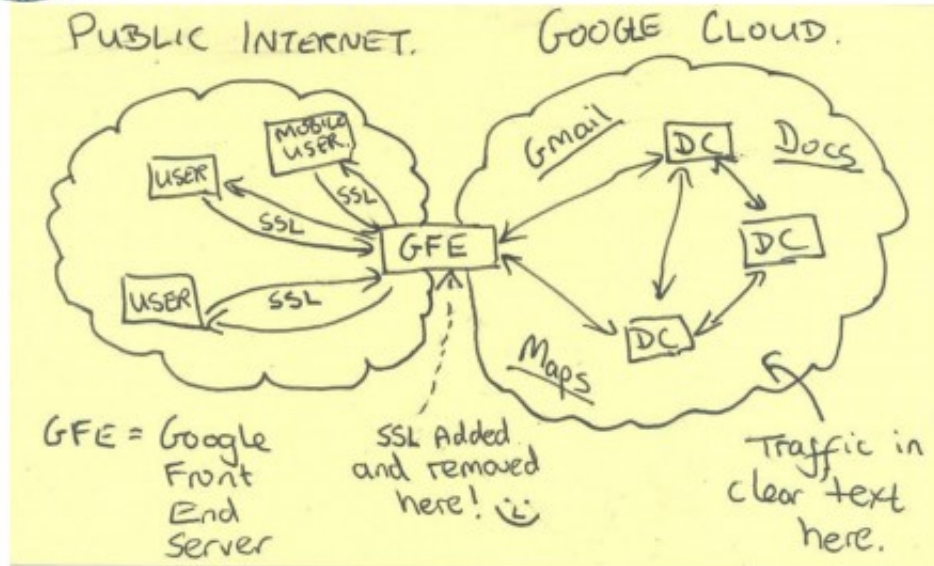 PUBLIC INTERNET.
GOOGLE CLOUD.
MOBILE
USER.
USER
SSL
SSL
USER
SSL
GFE
Gmail
DC
Docs
DC
DC
Maps
GFE = Google
Front
End
Server
SSL Added
and removed
here!
Traffic in
clear text
here.